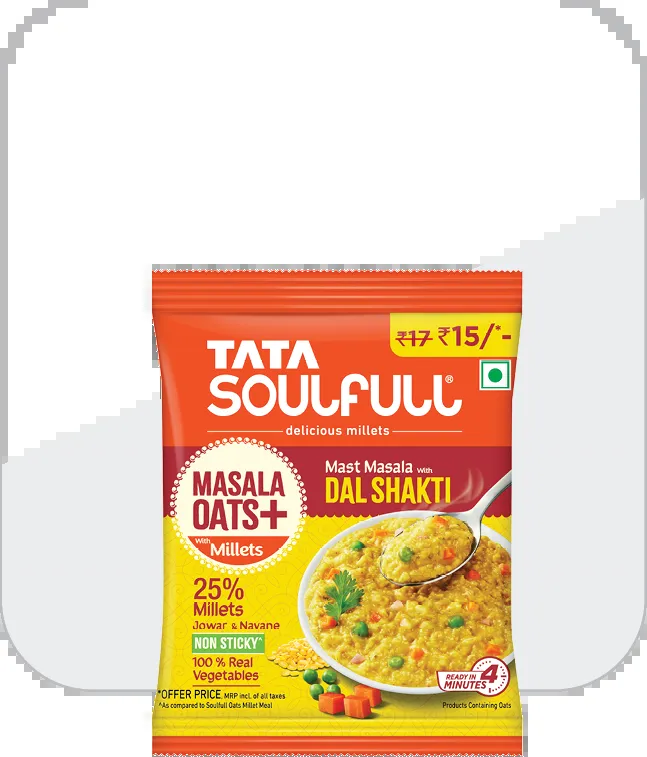 ₹17 ₹15/*-
TATA
SOULFULL®
delicious millets
MASALA
OATS+
With
Millets
Mast Masala With
DAL SHAKTI
25%
Millets
Jowar & Navane
NON STICKY^
100% Real
Vegetables
READY IN 4
MINUTES
*OFFER PRICE. MRP incl. of all taxes
^As compared to Soulfull Oats Millet Meal
Products Containing Oats